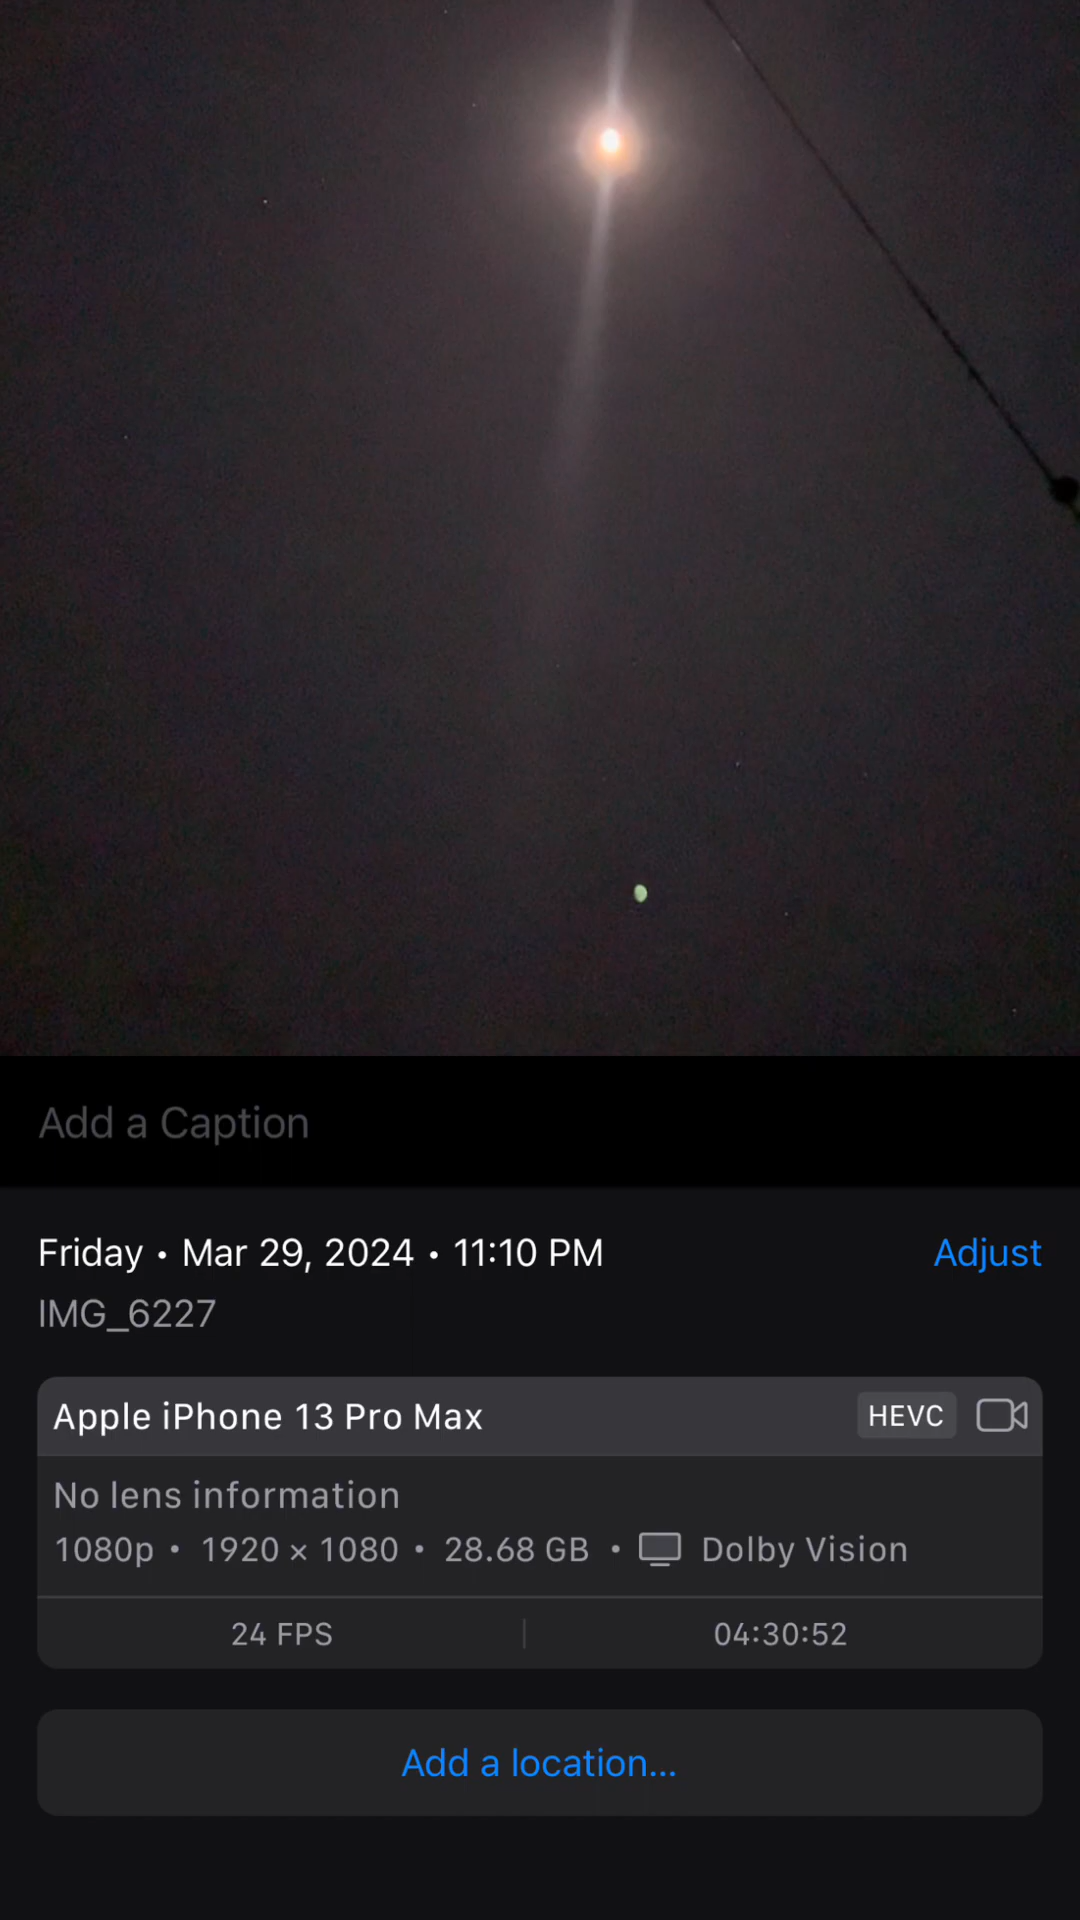 Add a Caption
Friday • Mar 29, 2024 • 11:10 PM
Adjust
IMG_6227
Apple iPhone 13 Pro Max
HEVC
No lens information
1080p • 1920 × 1080 • 28.68 GB • Dolby Vision
24 FPS
04:30:52
Add a location...